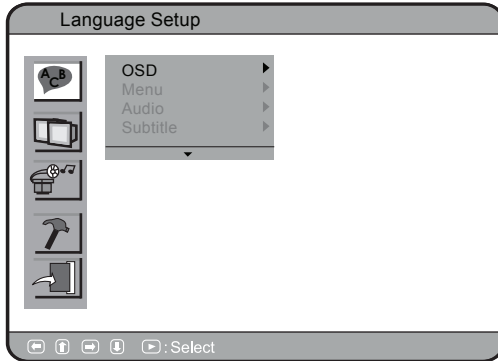 Language Setup
A C B
OSD
Menu
Audio
Subtitle
: Select